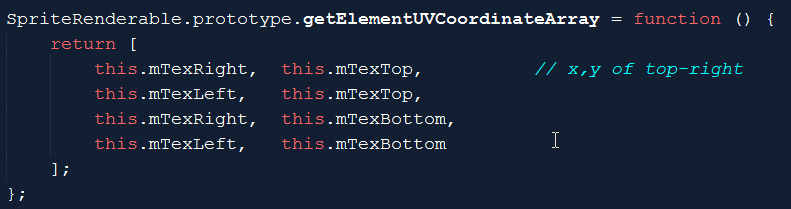 SpriteRenderable.prototype.getElementUVCoordinateArray = function () {
    return [
        this.mTexRight,  this.mTexTop,          // x,y of top-right
        this.mTexLeft,   this.mTexTop,
        this.mTexRight,  this.mTexBottom,
        this.mTexLeft,   this.mTexBottom
    ];
};